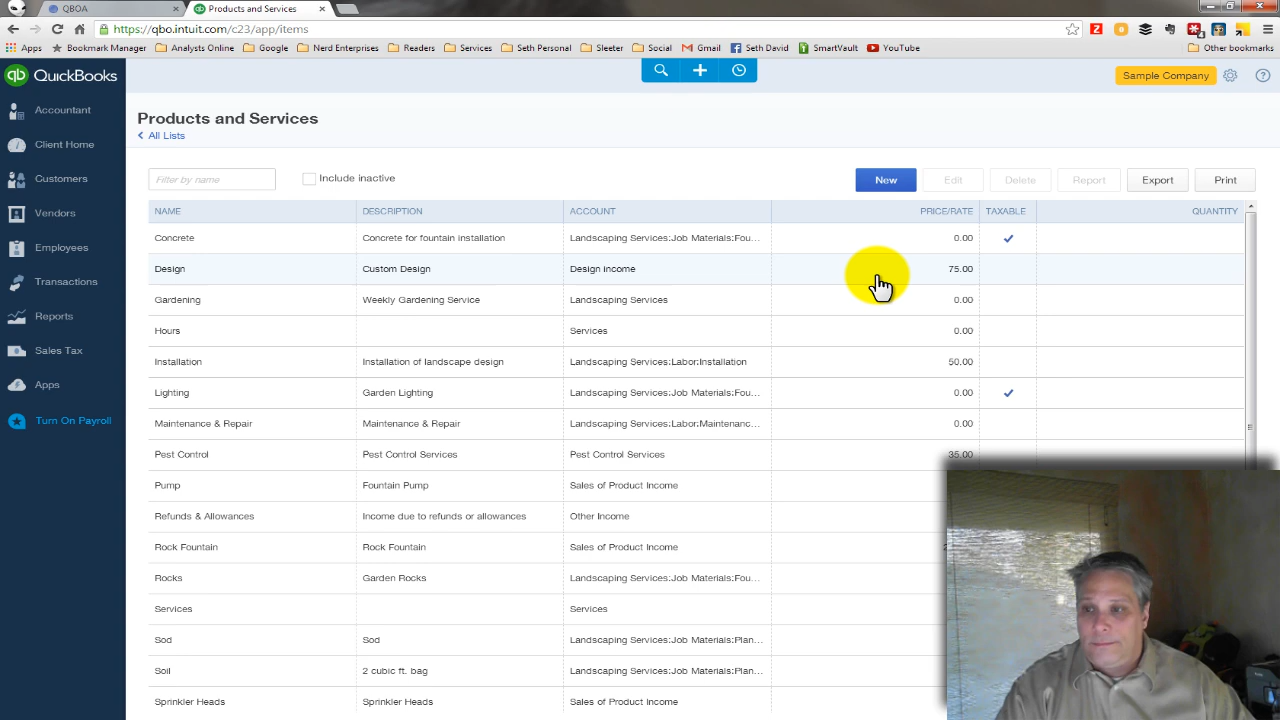 QBOA
Products and Services
https://qbo.intuit.com/c23/app/items
Apps
Bookmark Manager
Analysts Online
Google
Nerd Enterprises
Readers
Services
Seth Personal
Sleeter
Social
Gmail
Seth David
SmartVault
YouTube
Other bookmarks
qb QuickBooks
Sample Company
Accountant
Client Home
Customers
Vendors
Employees
Transactions
Reports
Sales Tax
Apps
Turn On Payroll
Products and Services
All Lists
Filter by name
Include inactive
New
Edit
Delete
Report
Export
Print
NAME DESCRIPTION ACCOUNT PRICE/RATE TAXABLE QUANTITY
Concrete Concrete for fountain installation Landscaping Services:Job Materials:Fou... 0.00
Design Custom Design Design income 75.00
Gardening Weekly Gardening Service Landscaping Services 0.00
Hours Services 0.00
Installation Installation of landscape design Landscaping Services:Labor:Installation 50.00
Lighting Garden Lighting Landscaping Services:Job Materials:Fou... 0.00
Maintenance & Repair Maintenance & Repair Landscaping Services:Labor:Maintenanc... 0.00
Pest Control Pest Control Services Pest Control Services 35.00
Pump Fountain Pump Sales of Product Income
Refunds & Allowances Income due to refunds or allowances Other Income
Rock Fountain Rock Fountain Sales of Product Income
Rocks Garden Rocks Landscaping Services:Job Materials:Fou...
Services Services
Sod Sod Landscaping Services:Job Materials:Plan...
Soil 2 cubic ft. bag Landscaping Services:Job Materials:Plan...
Sprinkler Heads Sprinkler Heads Sales of Product Income